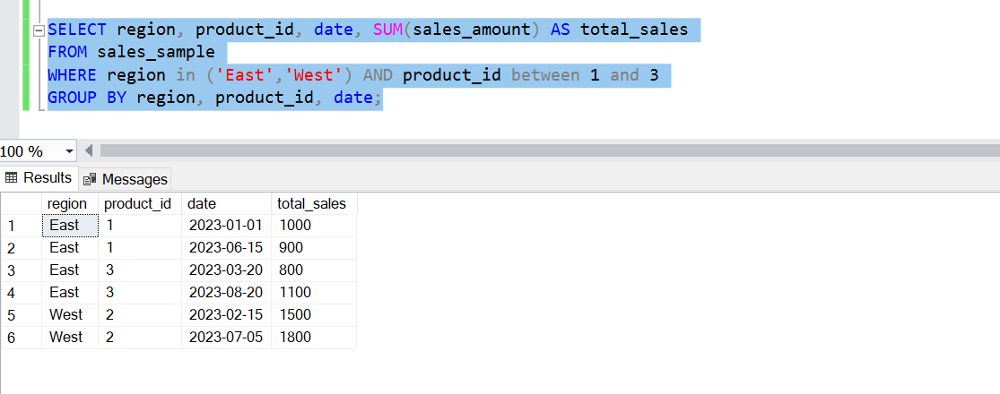 SELECT region, product_id, date, SUM(sales_amount) AS total_sales
FROM sales_sample
WHERE region in ('East','West') AND product_id between 1 and 3
GROUP BY region, product_id, date;
100 %
Results Messages
region product_id date total_sales
1 East 1 2023-01-01 1000
2 East 1 2023-06-15 900
3 East 3 2023-03-20 800
4 East 3 2023-08-20 1100
5 West 2 2023-02-15 1500
6 West 2 2023-07-05 1800